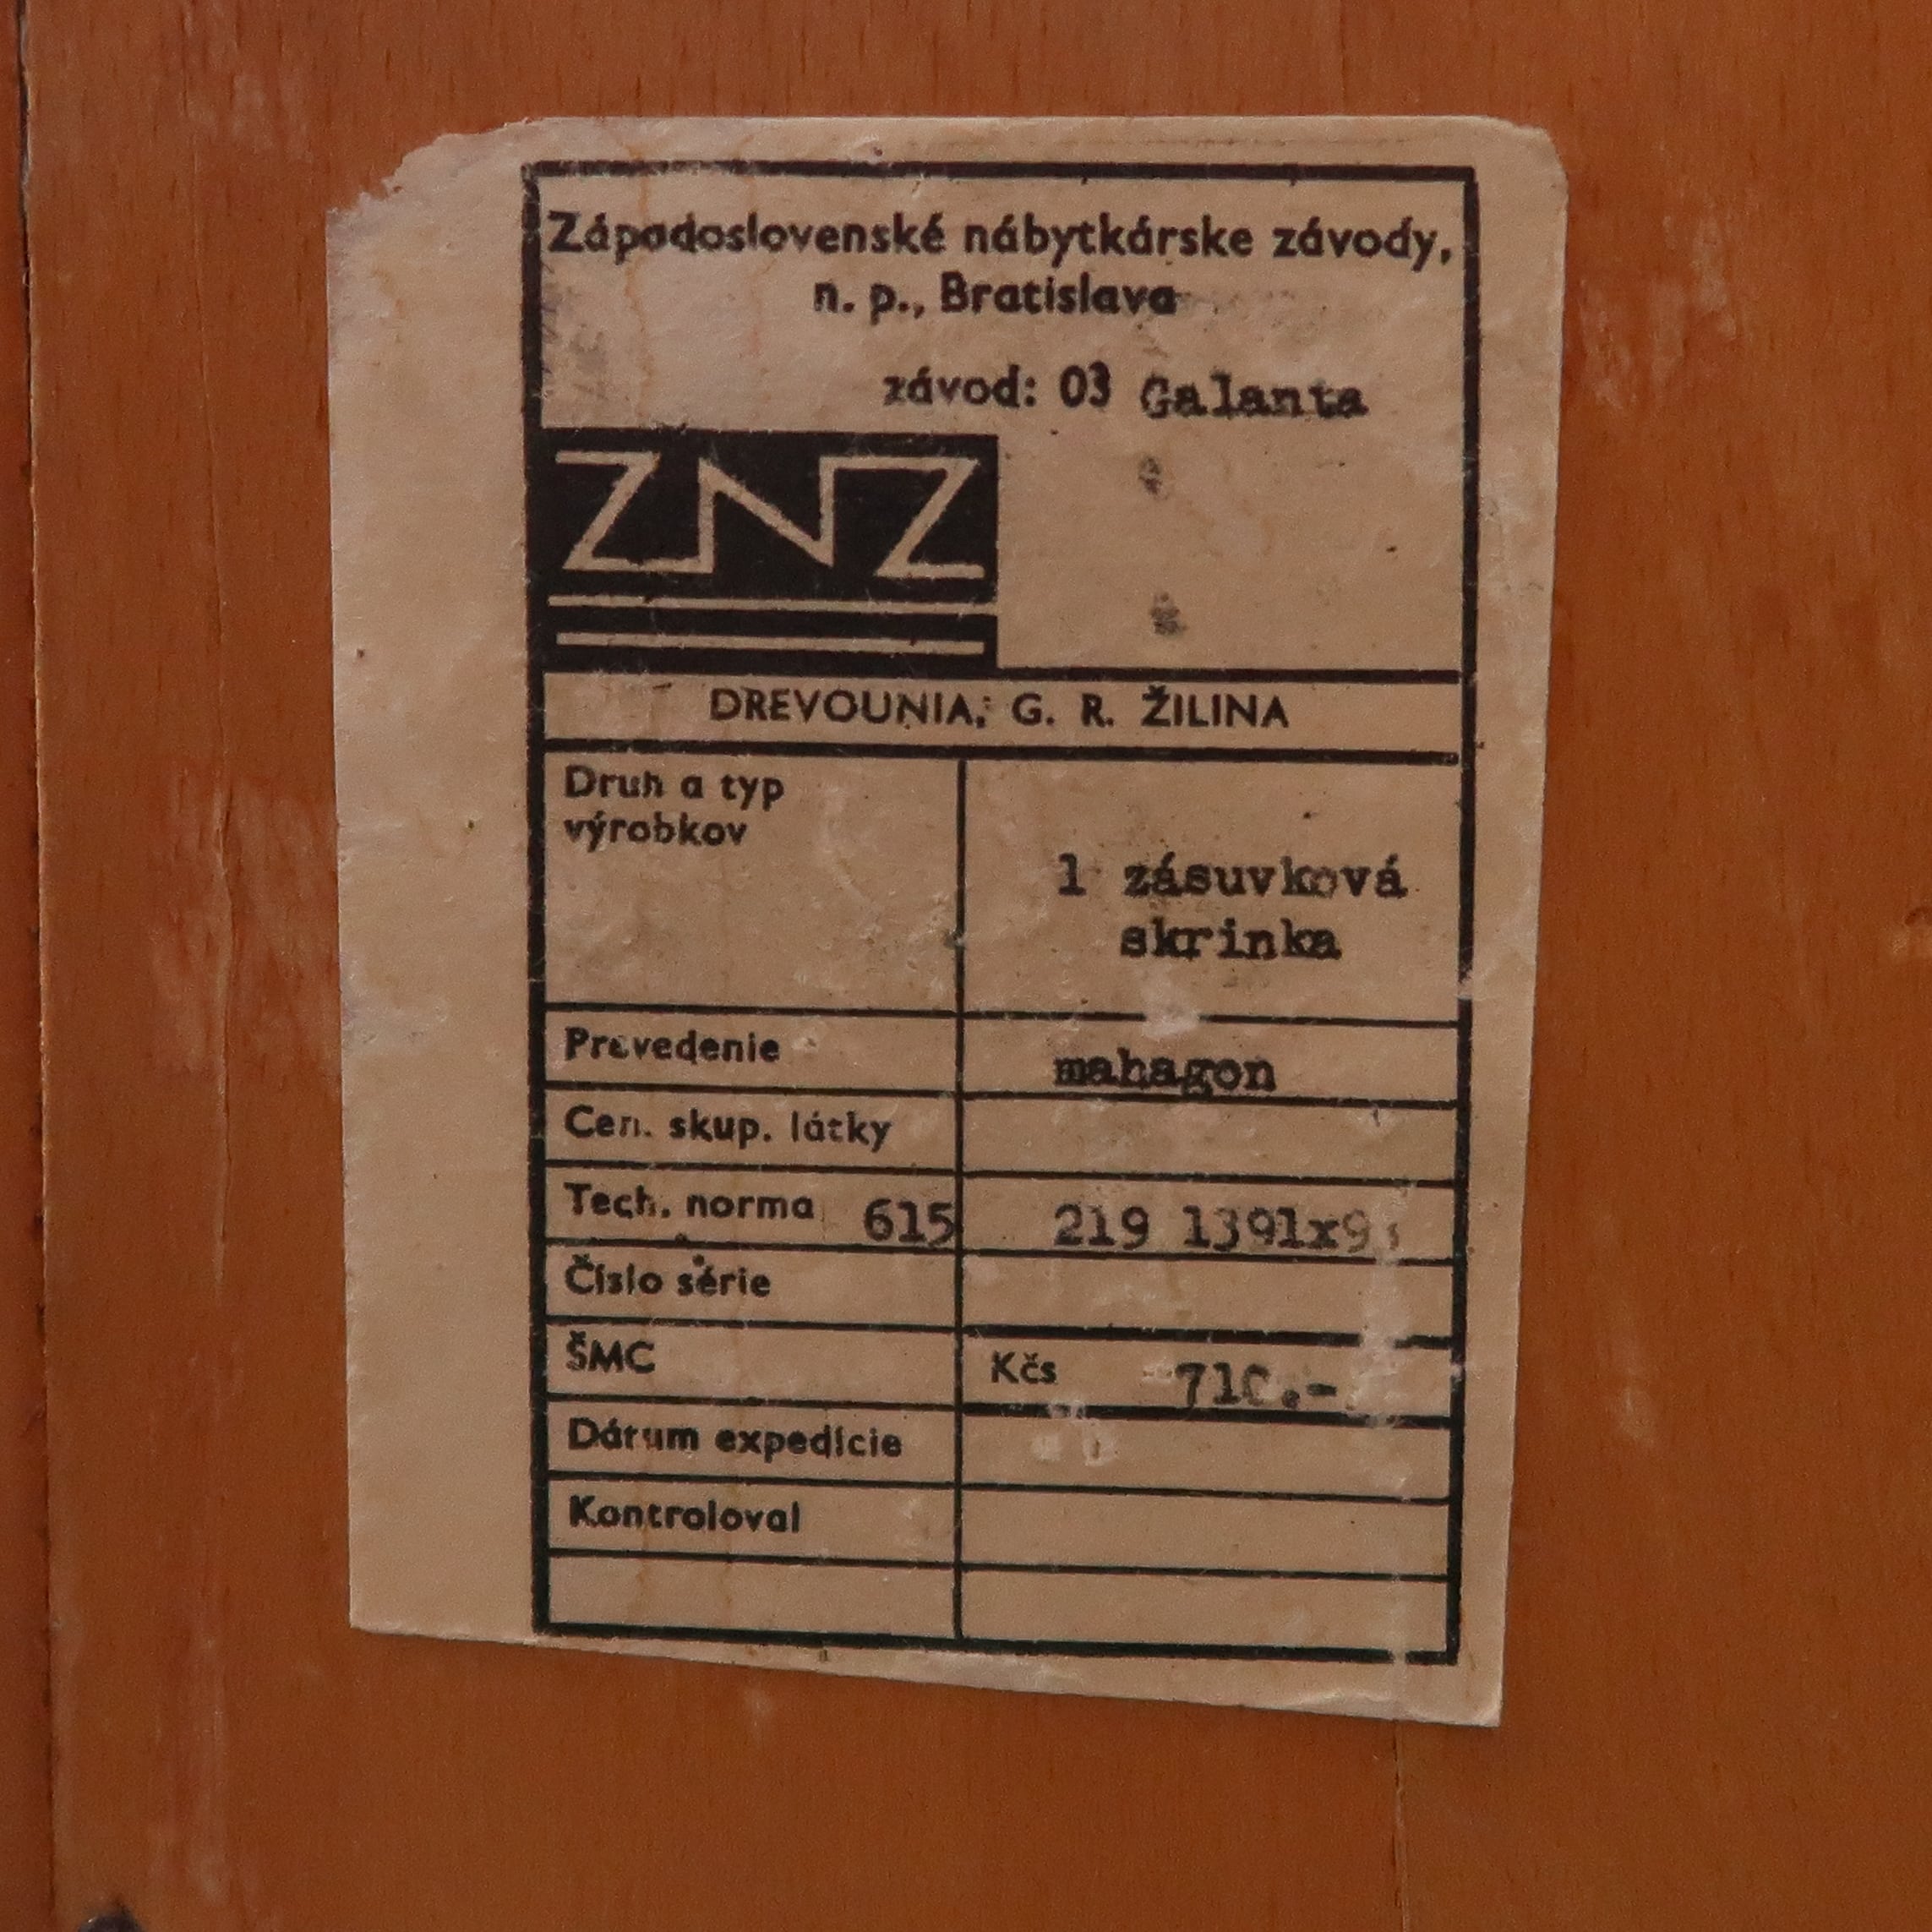 Západoslovenské nábytkárske závody,
n. p., Bratislava
závod: 03 Galanta
ZNZ
DREVOUNIA, G. R. ŽILINA
Druh a typ
výrobkov
1 zásuvková
skrinka
Prevedenie mahagon
Cen. skup. látky
Tech. norma 615 219
Číslo série
ŠMC Kčs 710.-
Dátum expedície
Kontroloval